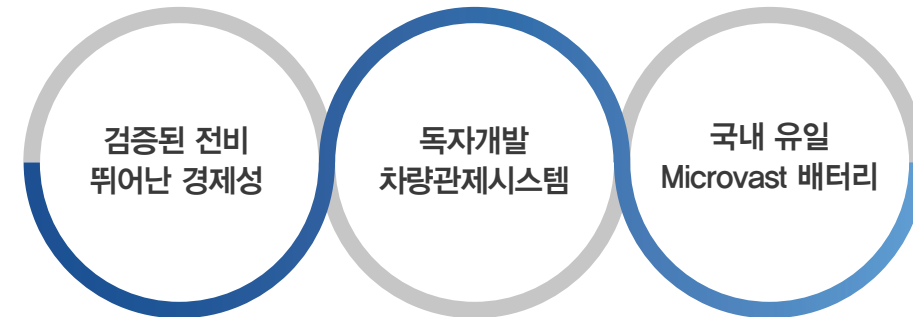 검증된 전비
뛰어난 경제성
독자개발
차량관제시스템
국내 유일
Microvast 배터리